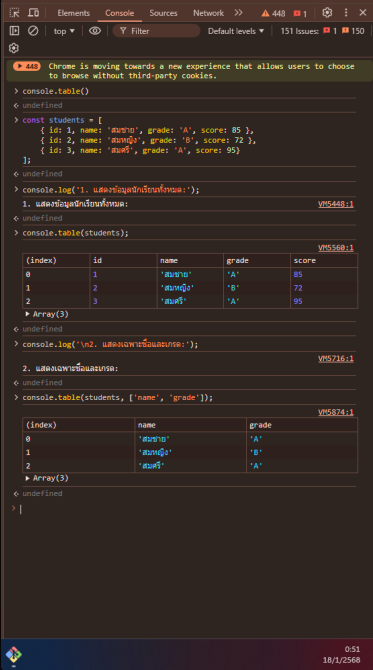 Elements Console Sources Network 448 1
top Filter Default levels 151 Issues: 1 150
448 Chrome is moving towards a new experience that allows users to choose
to browse without third-party cookies.
console.table()
undefined
const students = [
{ id: 1, name: 'สมชาย', grade: 'A', score: 85 },
{ id: 2, name: 'สมหญิง', grade: 'B', score: 72 },
{ id: 3, name: 'สมศรี', grade: 'A', score: 95}
];
undefined
console.log('1. แสดงข้อมูลนักเรียนทั้งหมด:');
1. แสดงข้อมูลนักเรียนทั้งหมด: VM5448:1
undefined
console.table(students);
VM5560:1
(index) id name grade score
0 1 'สมชาย' 'A' 85
1 2 'สมหญิง' 'B' 72
2 3 'สมศรี' 'A' 95
Array(3)
undefined
console.log('\n2. แสดงเฉพาะชื่อและเกรด:');
VM5716:1
2. แสดงเฉพาะชื่อและเกรด:
undefined
console.table(students, ['name', 'grade']);
VM5874:1
(index) name grade
0 'สมชาย' 'A'
1 'สมหญิง' 'B'
2 'สมศรี' 'A'
Array(3)
undefined
0:51
18/1/2568